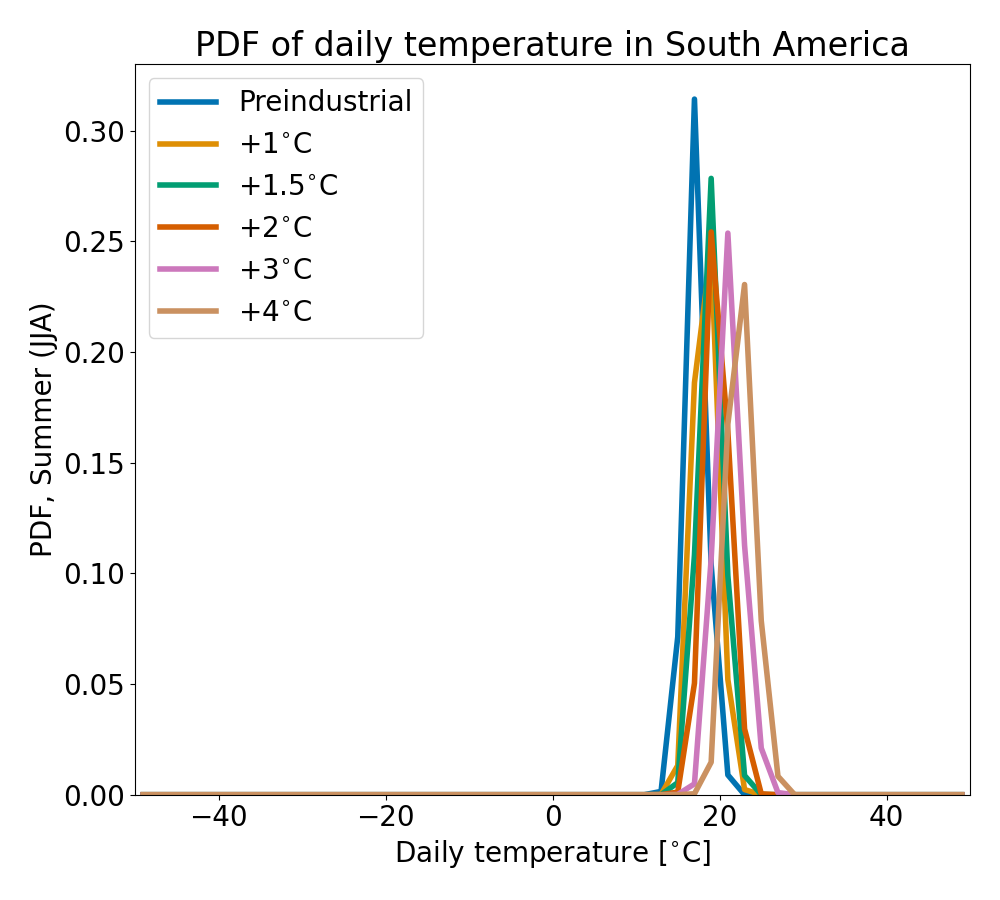 PDF of daily temperature in South America
Preindustrial
+1°C
+1.5°C
+2°C
+3°C
+4°C
PDF, Summer (JJA)
0.30
0.25
0.20
0.15
0.10
0.05
0.00
−40 −20 0 20 40
Daily temperature [°C]